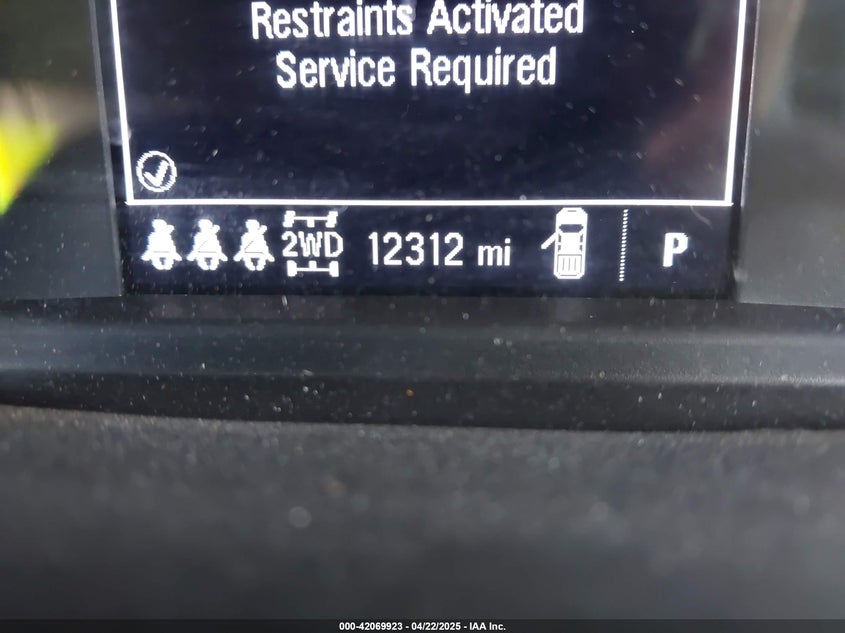 Restraints Activated
Service Required
2WD 12312 mi P
000-42069923 - 04/22/2025 - IAA Inc.